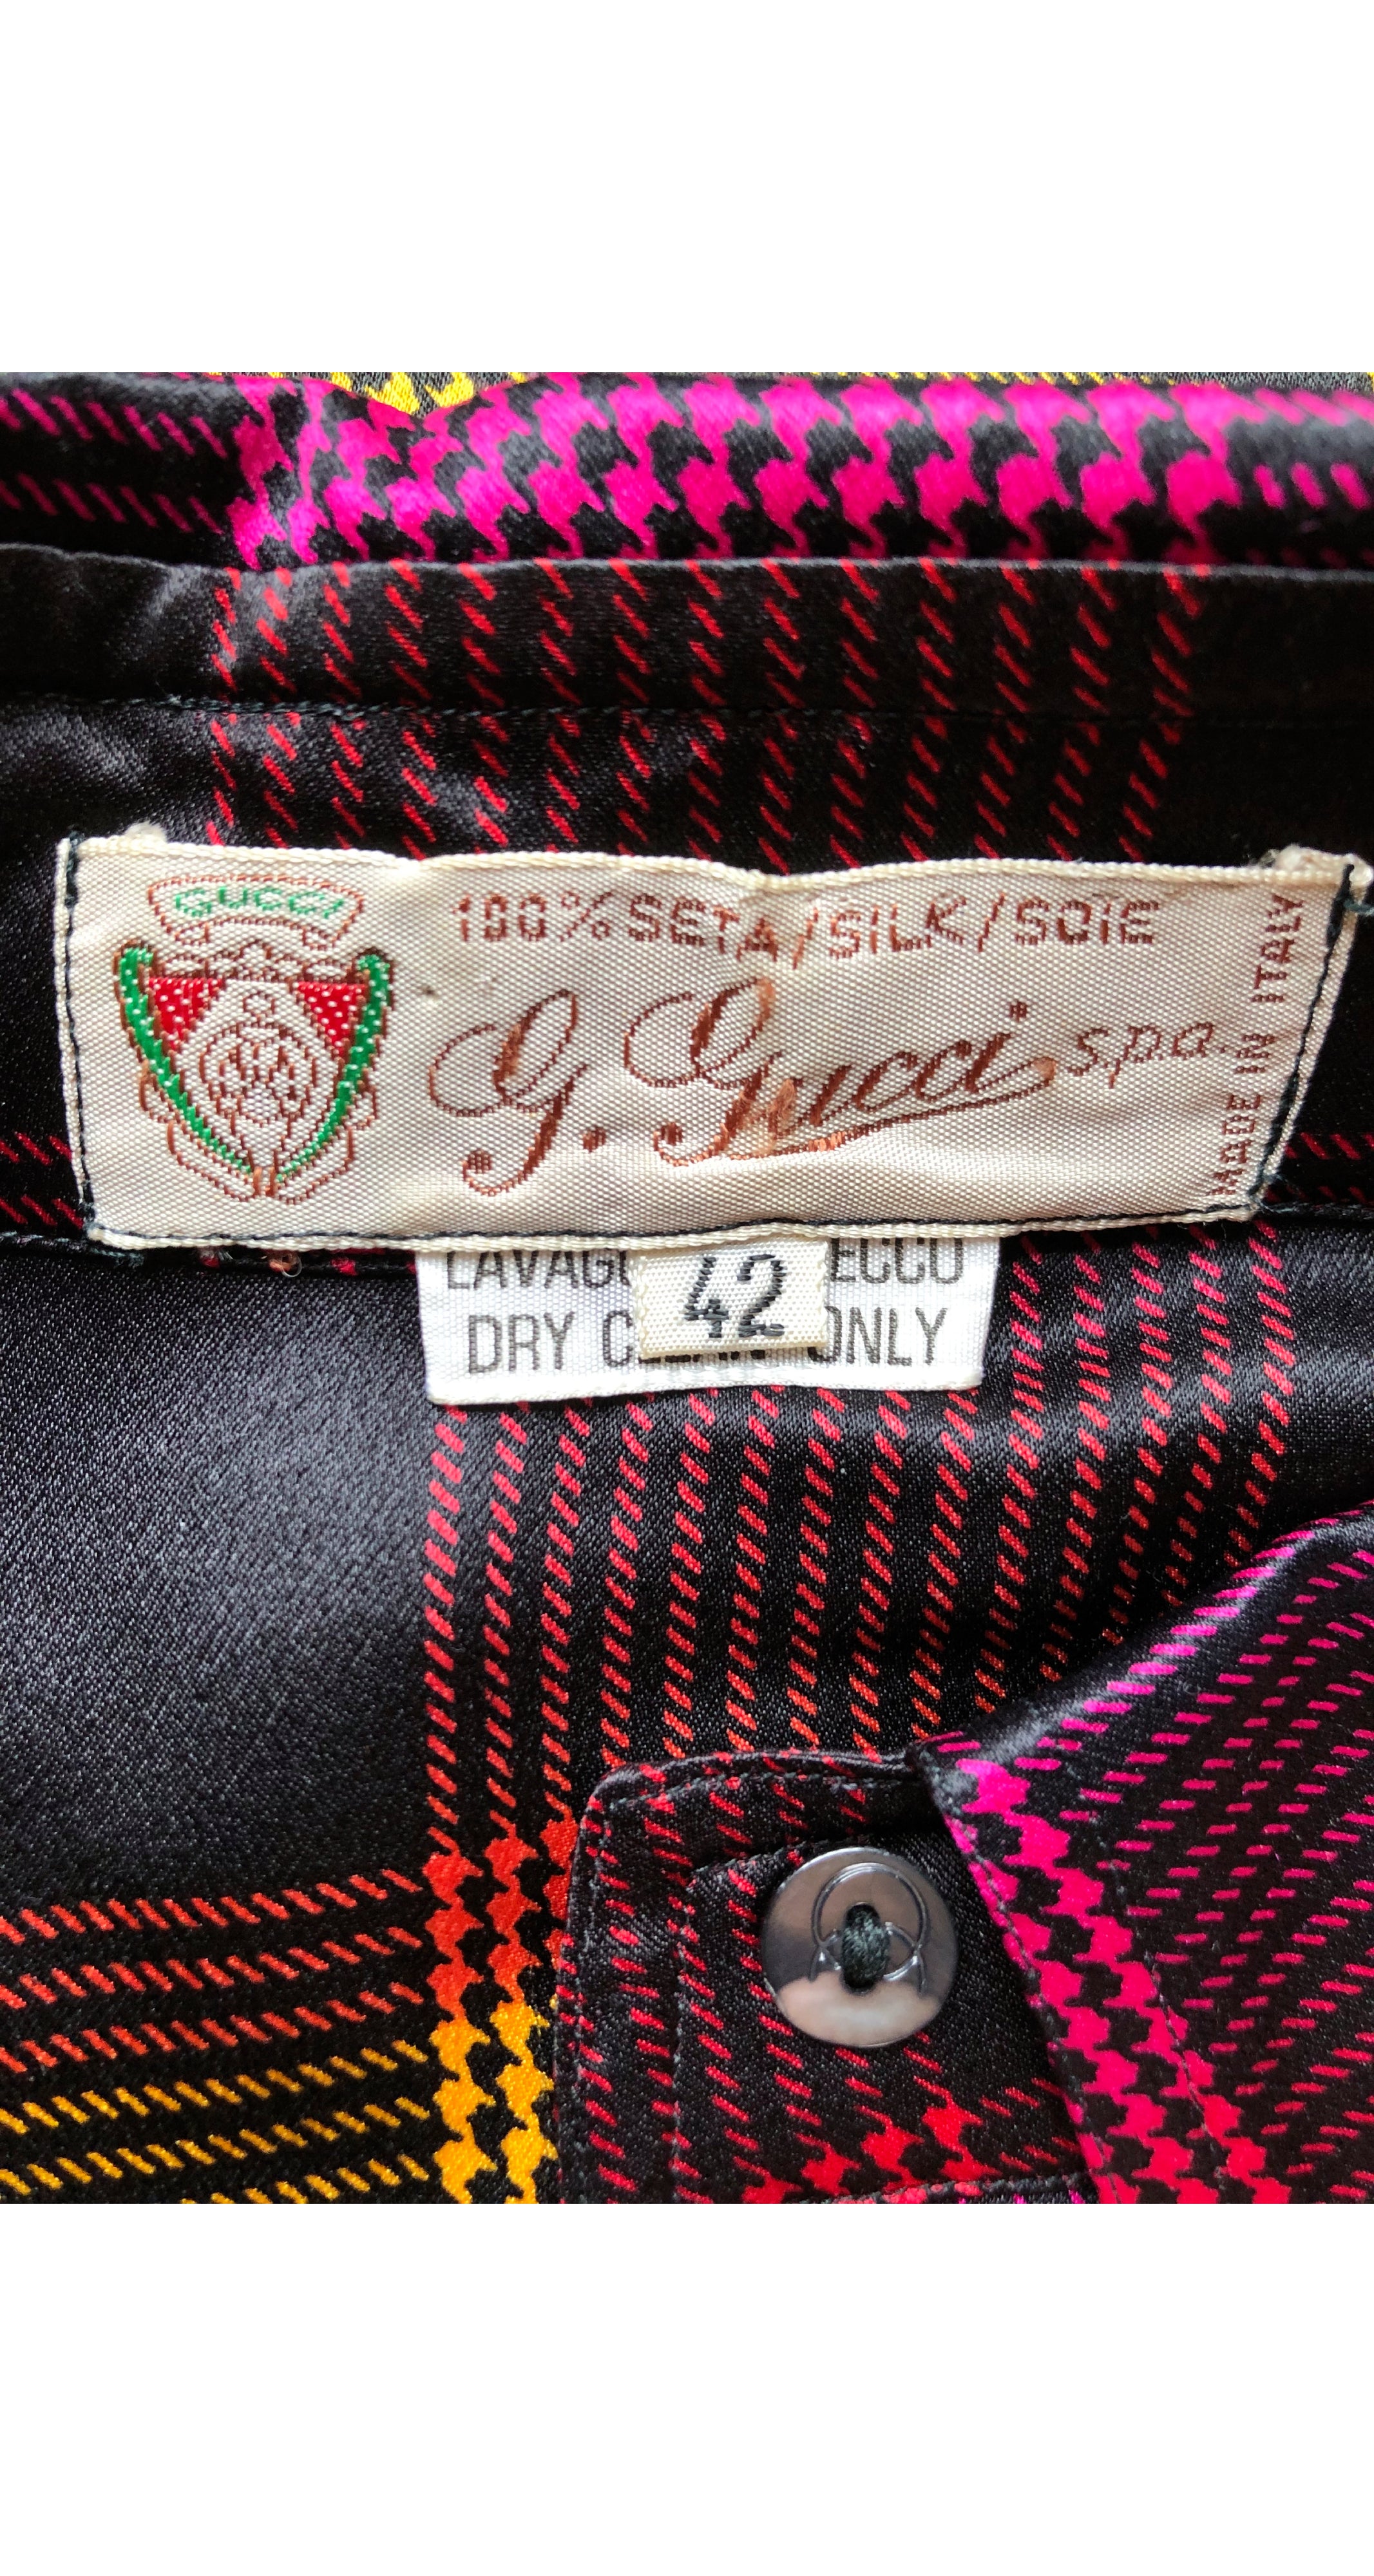 GUCCI
100% SETA/SILK/SOIE
G. Gucci s.p.a.
MADE IN ITALY
42
DRY ONLY